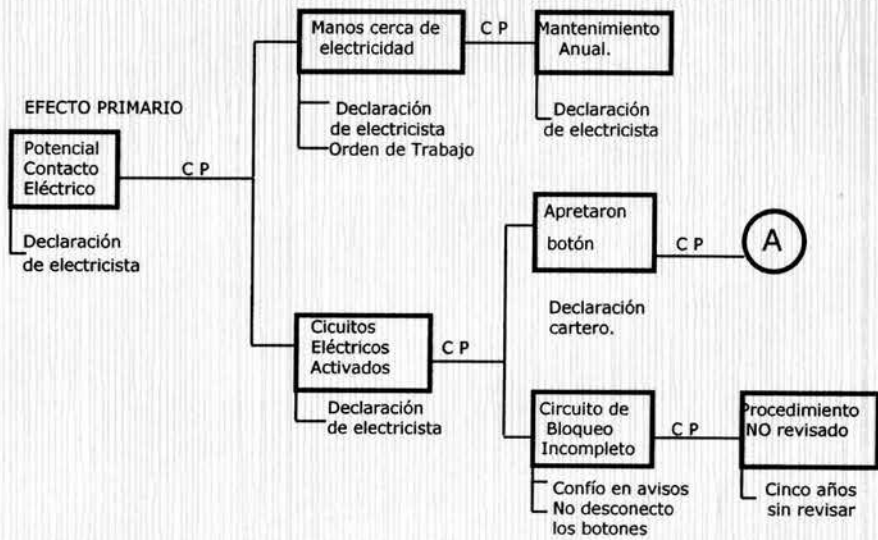 EFECTO PRIMARIO
Potencial
Contacto
Eléctrico
C P
Declaración
de electricista
Manos cerca de
electricidad
C P
Mantenimiento
Anual.
Declaración
de electricista
Orden de Trabajo
Declaración
de electricista
Cicuitos
Eléctricos
Activados
C P
Declaración
de electricista
Apretaron
botón
C P
A
Declaración
cartero.
Circuito de
Bloqueo
Incompleto
C P
Procedimiento
NO revisado
Confío en avisos
No desconecto
los botones
Cinco años
sin revisar